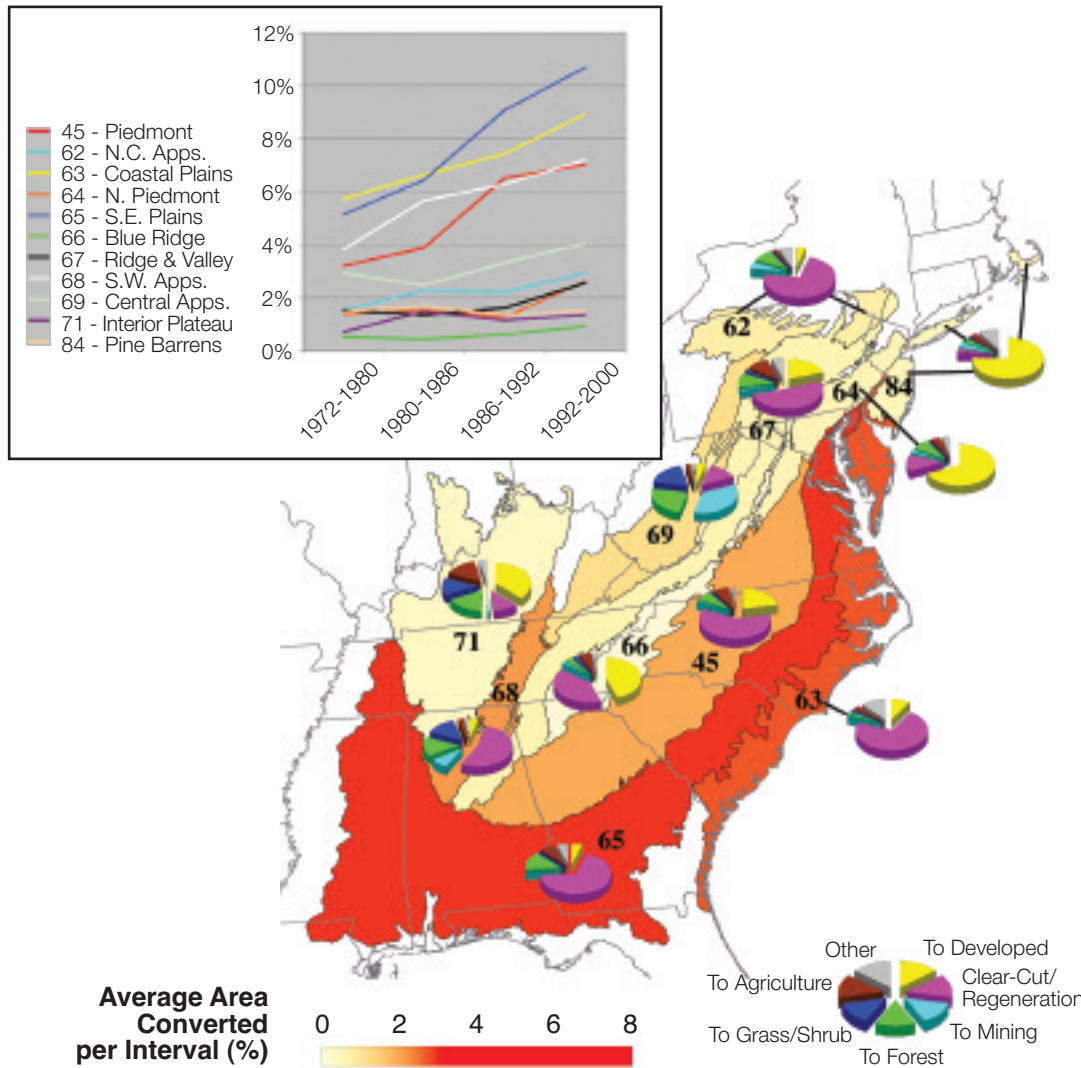 12%
10%
8%
6%
4%
2%
0%
45 - Piedmont
62 - N.C. Apps.
63 - Coastal Plains
64 - N. Piedmont
65 - S.E. Plains
66 - Blue Ridge
67 - Ridge & Valley
68 - S.W. Apps.
69 - Central Apps.
71 - Interior Plateau
84 - Pine Barrens
1972-1980
1980-1986
1986-1992
1992-2000
62
64
84
67
69
71
66
45
68
63
65
Other
To Developed
To Agriculture
Clear-Cut/
Regeneration
To Grass/Shrub
To Mining
To Forest
Average Area
Converted
per Interval (%)
0 2 4 6 8